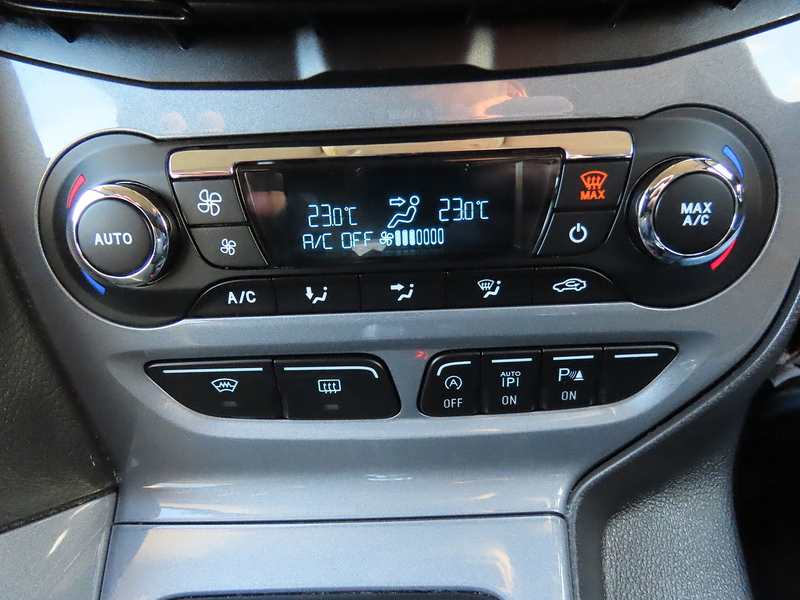 AUTO
23.0°C
23.0°C
A/C OFF
MAX
MAX
A/C
A/C
A
OFF
AUTO
P
ON
P
ON